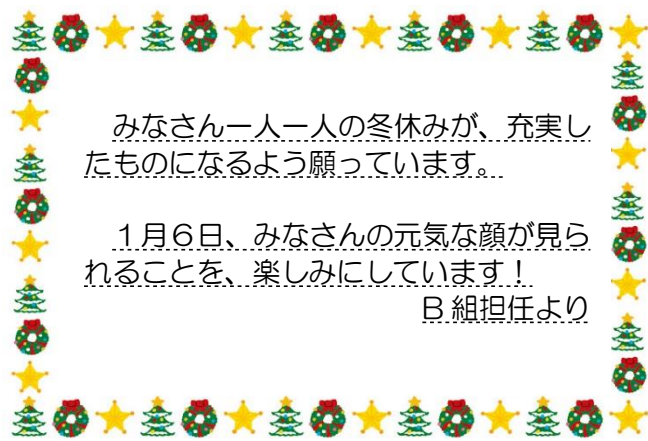 みなさん一人一人の冬休みが、充実し
たものになるよう願っています。
　１月６日、みなさんの元気な顔が見ら
れることを、楽しみにしています！
Ｂ組担任より